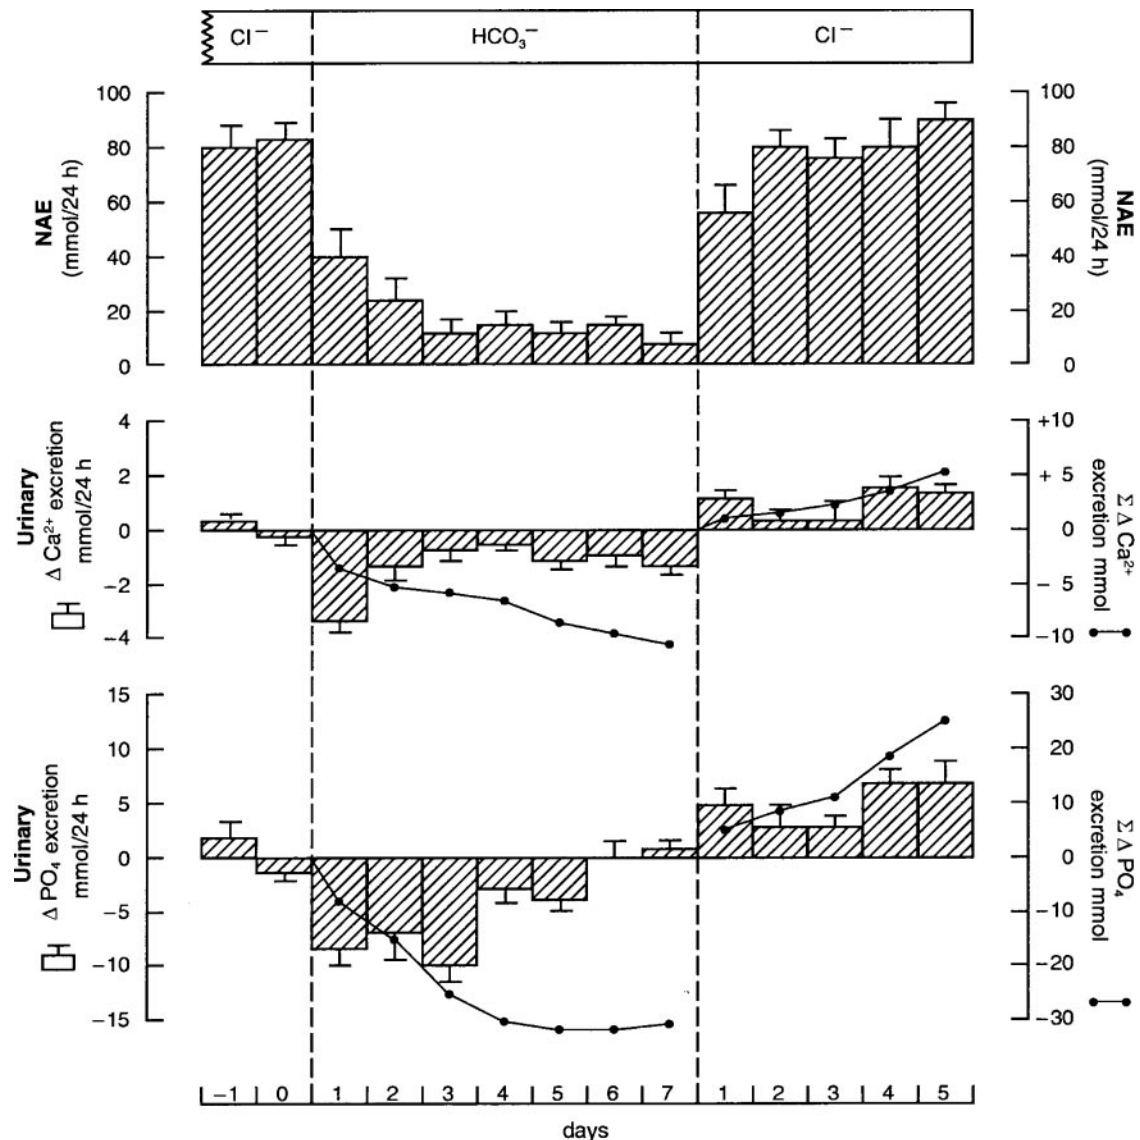 Cl⁻ HCO₃⁻ Cl⁻
NAE
(mmol/24 h)
100
80
60
40
20
0
100
80
60
40
20
0
NAE
(mmol/24 h)
Urinary
Δ Ca²⁺ excretion
mmol/24 h
4
2
0
−2
−4
+10
+ 5
0
− 5
−10
Σ Δ Ca²⁺
excretion mmol
Urinary
Δ PO₄ excretion
mmol/24 h
15
10
5
0
−5
−10
−15
30
20
10
0
−10
−20
−30
Σ Δ PO₄
excretion mmol
−1 0 1 2 3 4 5 6 7 1 2 3 4 5
days